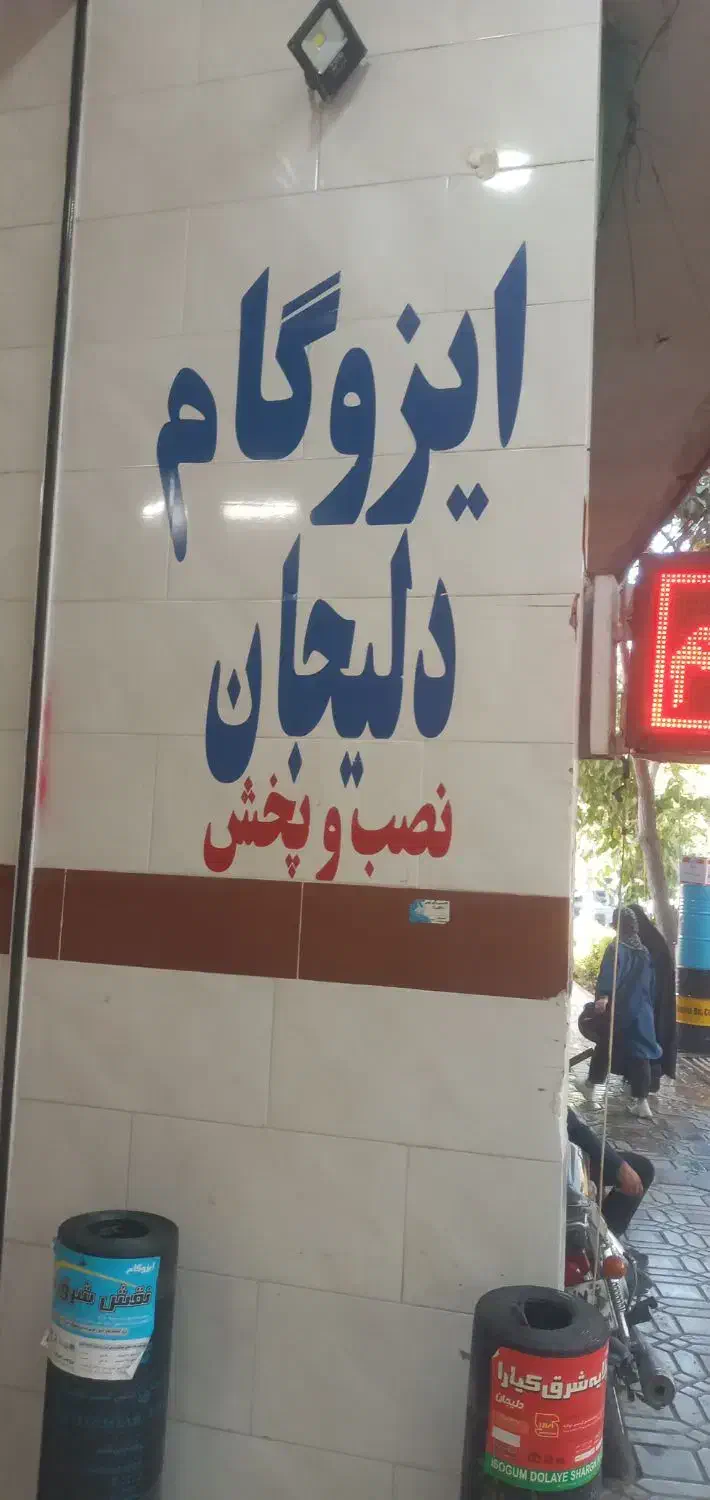 ایزوگام
دلیجان
نصب و پخش
ایزوگام
نقش شرق
شرق کیارا
دلیجان
ISOGUM DOLAYE SHARGH